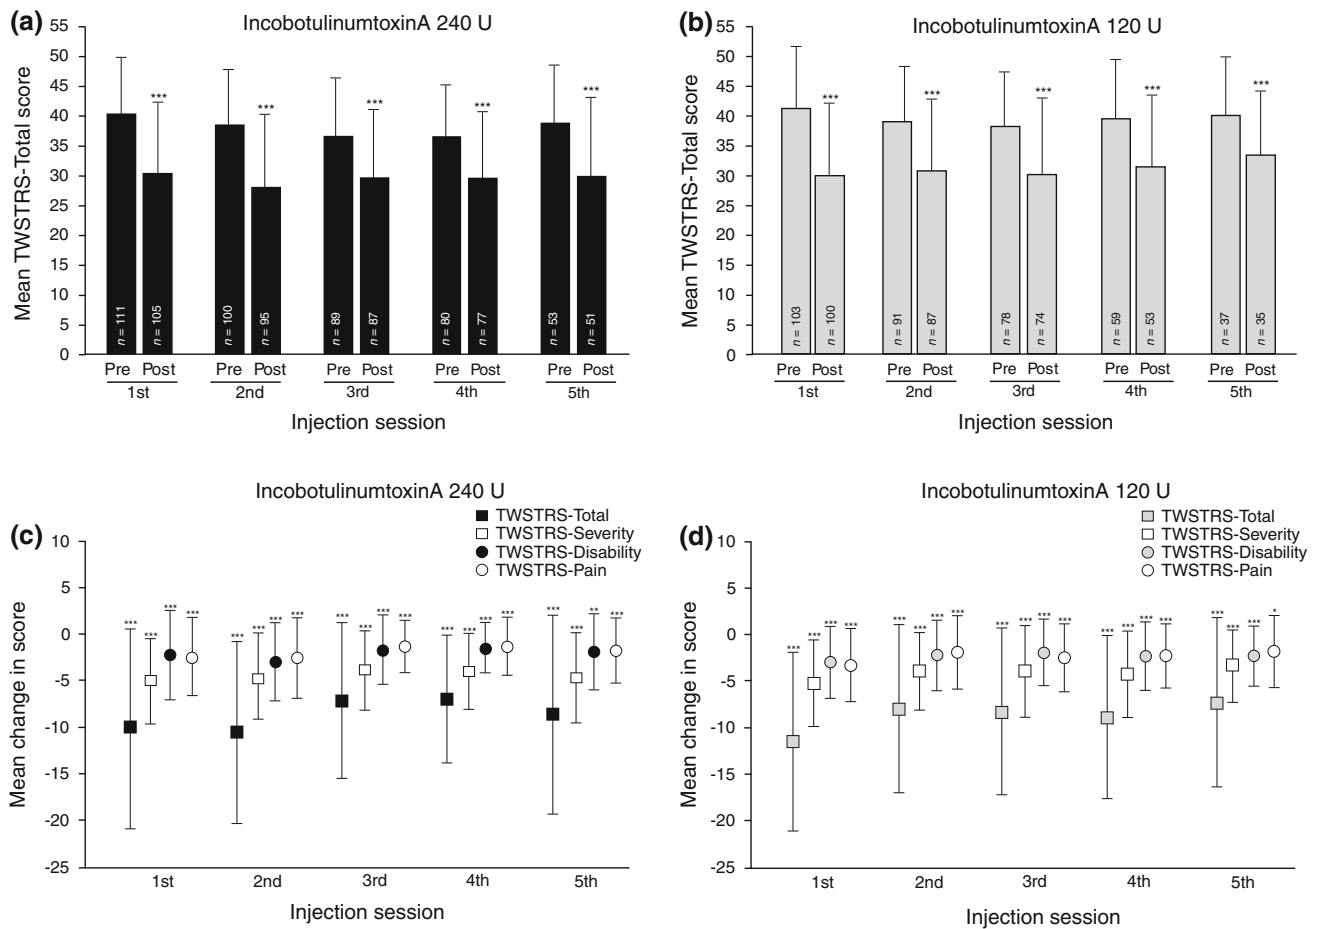 (a)
IncobotulinumtoxinA 240 U
Mean TWSTRS-Total score
55
50
45
40
35
30
25
20
15
10
5
0
*** *** *** *** ***
n = 111 n = 105 n = 100 n = 95 n = 89 n = 87 n = 80 n = 77 n = 53 n = 51
Pre Post Pre Post Pre Post Pre Post Pre Post
1st 2nd 3rd 4th 5th
Injection session
(b)
IncobotulinumtoxinA 120 U
Mean TWSTRS-Total score
55
50
45
40
35
30
25
20
15
10
5
0
*** *** *** *** ***
n = 103 n = 100 n = 91 n = 87 n = 78 n = 74 n = 59 n = 53 n = 37 n = 35
Pre Post Pre Post Pre Post Pre Post Pre Post
1st 2nd 3rd 4th 5th
Injection session
(c)
IncobotulinumtoxinA 240 U
TWSTRS-Total
TWSTRS-Severity
TWSTRS-Disability
TWSTRS-Pain
Mean change in score
10
5
0
-5
-10
-15
-20
-25
*** *** *** *** *** *** *** *** *** *** *** *** *** *** *** *** *** *** ** ***
1st 2nd 3rd 4th 5th
Injection session
(d)
IncobotulinumtoxinA 120 U
TWSTRS-Total
TWSTRS-Severity
TWSTRS-Disability
TWSTRS-Pain
Mean change in score
10
5
0
-5
-10
-15
-20
-25
*** *** *** *** *** *** *** *** *** *** *** *** *** *** *** *** *** *** *** *
1st 2nd 3rd 4th 5th
Injection session